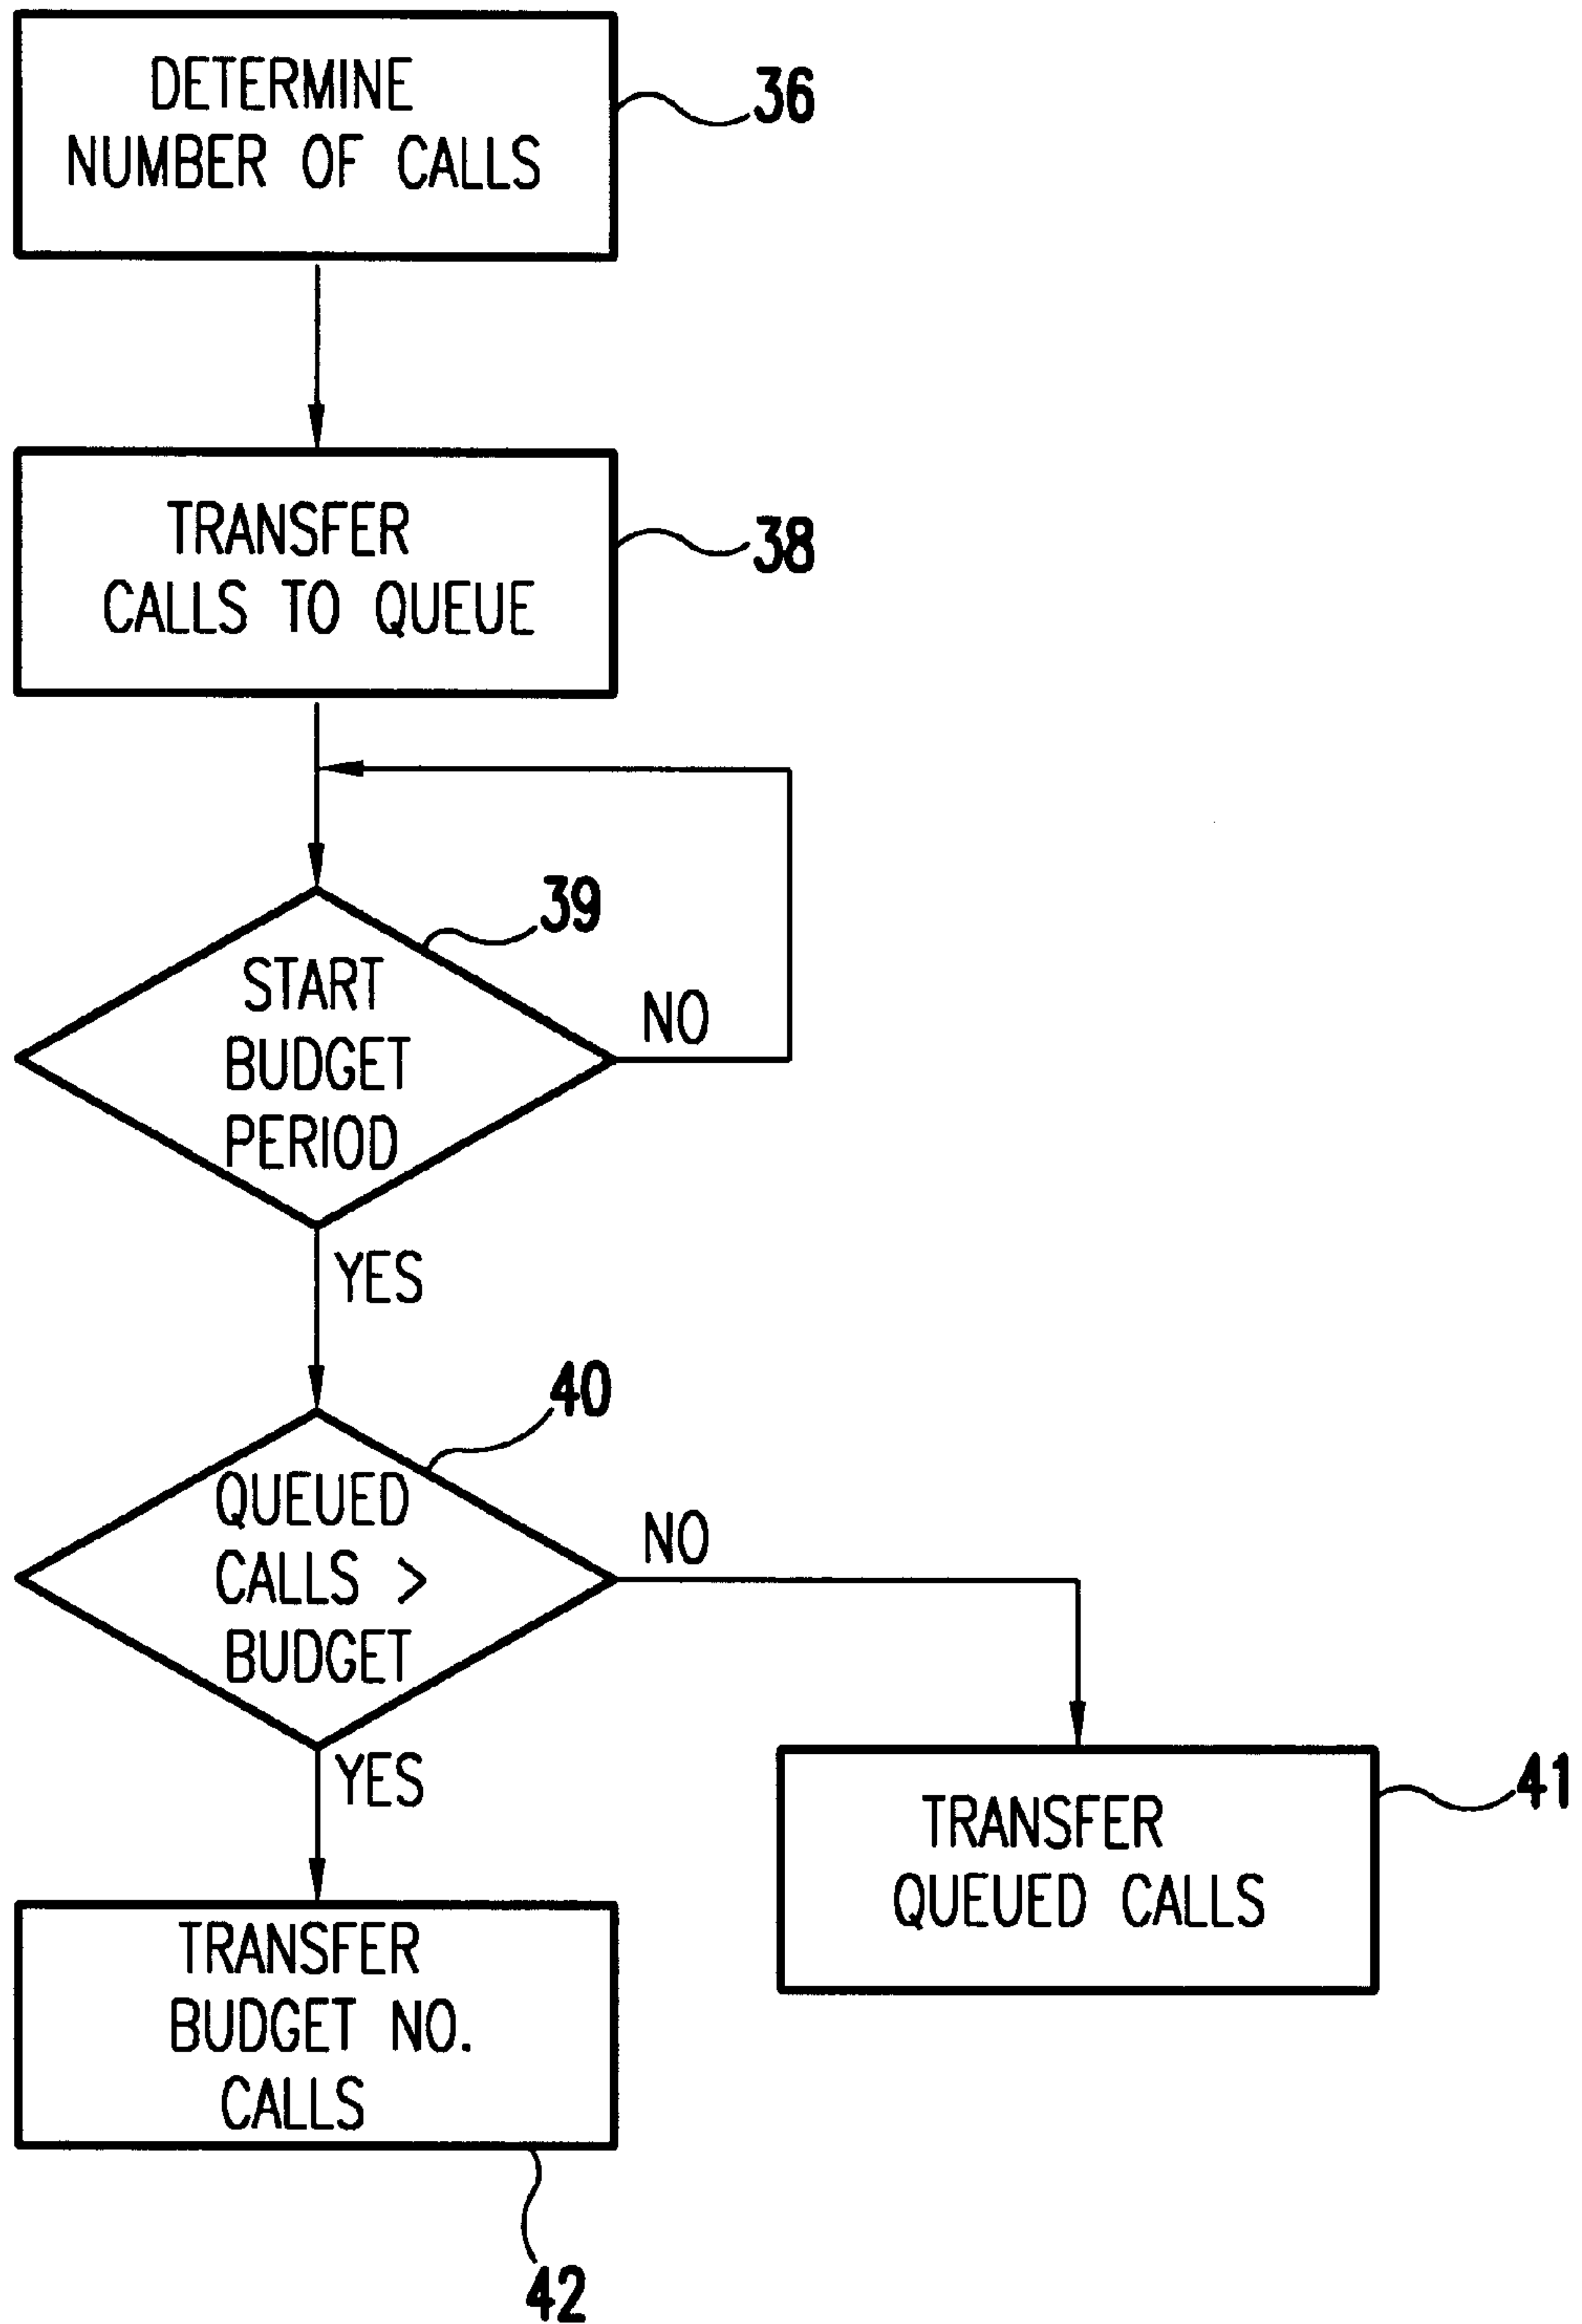 DETERMINE
NUMBER OF CALLS
36
TRANSFER
CALLS TO QUEUE
38
39
START
BUDGET
PERIOD
NO
YES
40
QUEUED
CALLS >
BUDGET
NO
YES
41
TRANSFER
QUEUED CALLS
TRANSFER
BUDGET NO.
CALLS
42